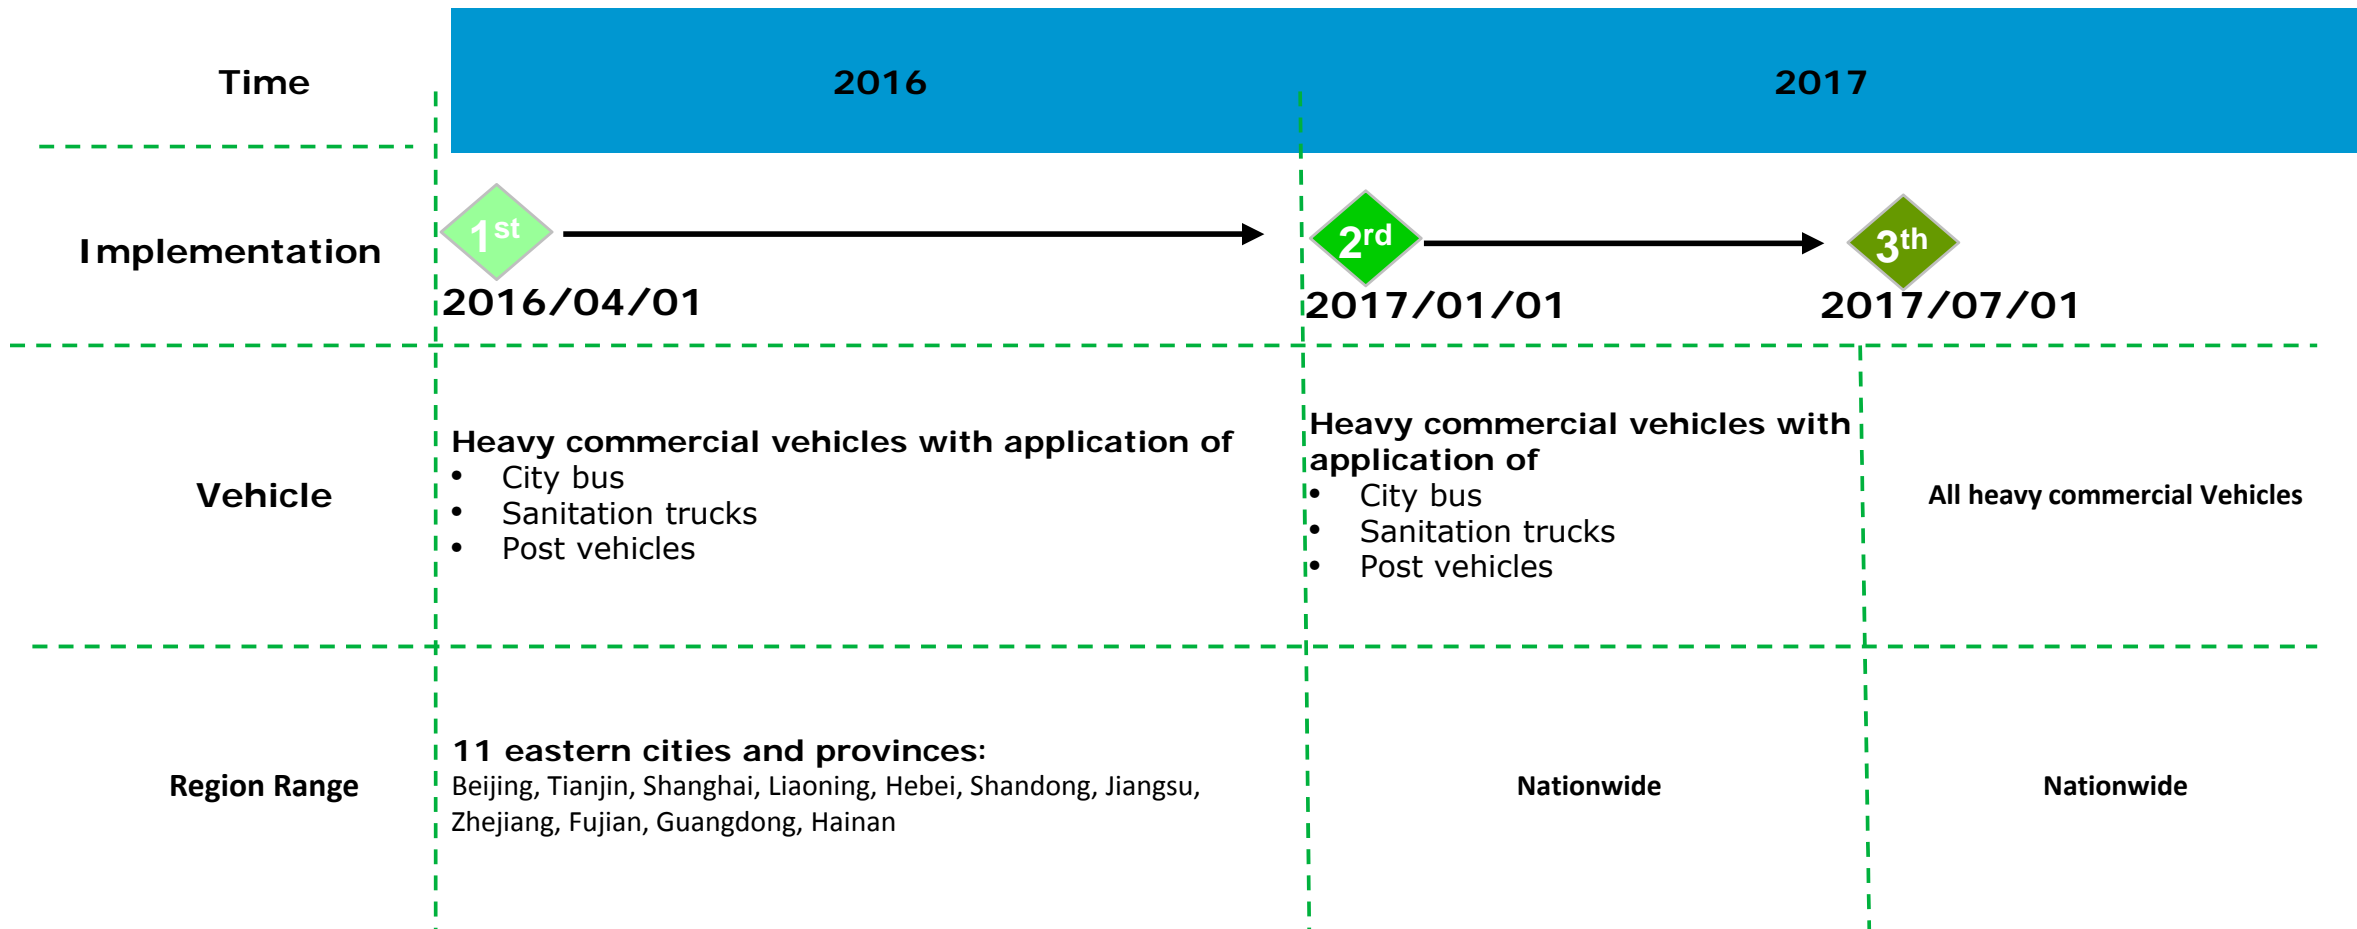 Time
2016
2017
Implementation
1st
2rd
3th
2016/04/01
2017/01/01
2017/07/01
Vehicle
Heavy commercial vehicles with application of
• City bus
• Sanitation trucks
• Post vehicles
Heavy commercial vehicles with
application of
• City bus
• Sanitation trucks
• Post vehicles
All heavy commercial Vehicles
Region Range
11 eastern cities and provinces:
Beijing, Tianjin, Shanghai, Liaoning, Hebei, Shandong, Jiangsu,
Zhejiang, Fujian, Guangdong, Hainan
Nationwide
Nationwide